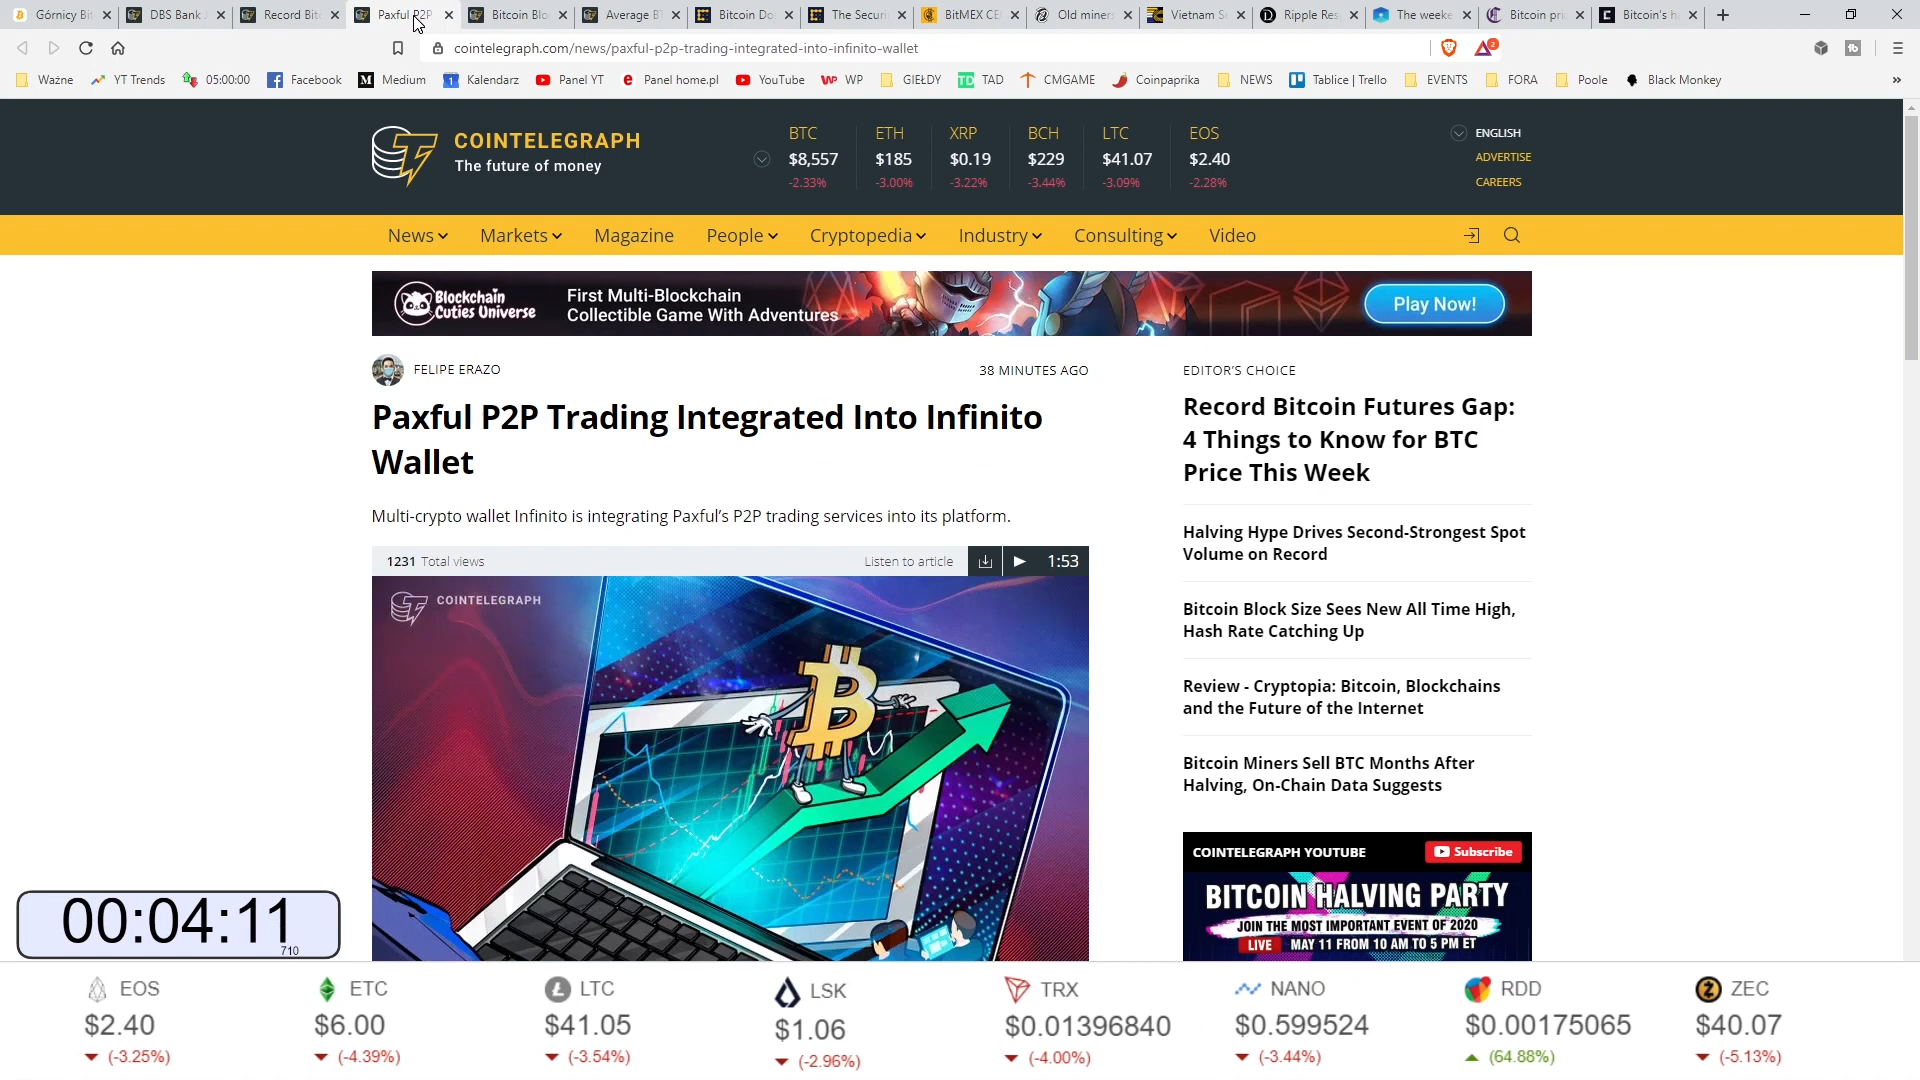 Górnicy Bit
DBS Bank
Record Bit
Paxful P2P
Bitcoin Blo
Average BT
Bitcoin Do
The Securi
BitMEX CE
Old miners
Vietnam S
Ripple Res
The weeke
Bitcoin pri
Bitcoin's h
cointelegraph.com/news/paxful-p2p-trading-integrated-into-infinito-wallet
2
Ważne
YT Trends
05:00:00
Facebook
Medium
Kalendarz
Panel YT
Panel home.pl
YouTube
WP
GIEŁDY
TAD
CMGAME
Coinpaprika
NEWS
Tablice | Trello
EVENTS
FORA
Poole
Black Monkey
COINTELEGRAPH
The future of money
BTC ETH XRP BCH LTC EOS
$8,557 $185 $0.19 $229 $41.07 $2.40
-2.33% -3.00% -3.22% -3.44% -3.09% -2.28%
ENGLISH
ADVERTISE
CAREERS
News Markets Magazine People Cryptopedia Industry Consulting Video
Blockchain
Cuties Universe
First Multi-Blockchain
Collectible Game With Adventures
Play Now!
FELIPE ERAZO
38 MINUTES AGO
Paxful P2P Trading Integrated Into Infinito
Wallet
Multi-crypto wallet Infinito is integrating Paxful's P2P trading services into its platform.
1231 Total views
Listen to article
1:53
COINTELEGRAPH
EDITOR'S CHOICE
Record Bitcoin Futures Gap:
4 Things to Know for BTC
Price This Week
Halving Hype Drives Second-Strongest Spot
Volume on Record
Bitcoin Block Size Sees New All Time High,
Hash Rate Catching Up
Review - Cryptopia: Bitcoin, Blockchains
and the Future of the Internet
Bitcoin Miners Sell BTC Months After
Halving, On-Chain Data Suggests
COINTELEGRAPH YOUTUBE
Subscribe
BITCOIN HALVING PARTY
JOIN THE MOST IMPORTANT EVENT OF 2020
LIVE MAY 11 FROM 10 AM TO 5 PM ET
00:04:11
710
EOS ETC LTC LSK TRX NANO RDD ZEC
$2.40 $6.00 $41.05 $1.06 $0.01396840 $0.599524 $0.00175065 $40.07
(-3.25%) (-4.39%) (-3.54%) (-2.96%) (-4.00%) (-3.44%) (64.88%) (-5.13%)